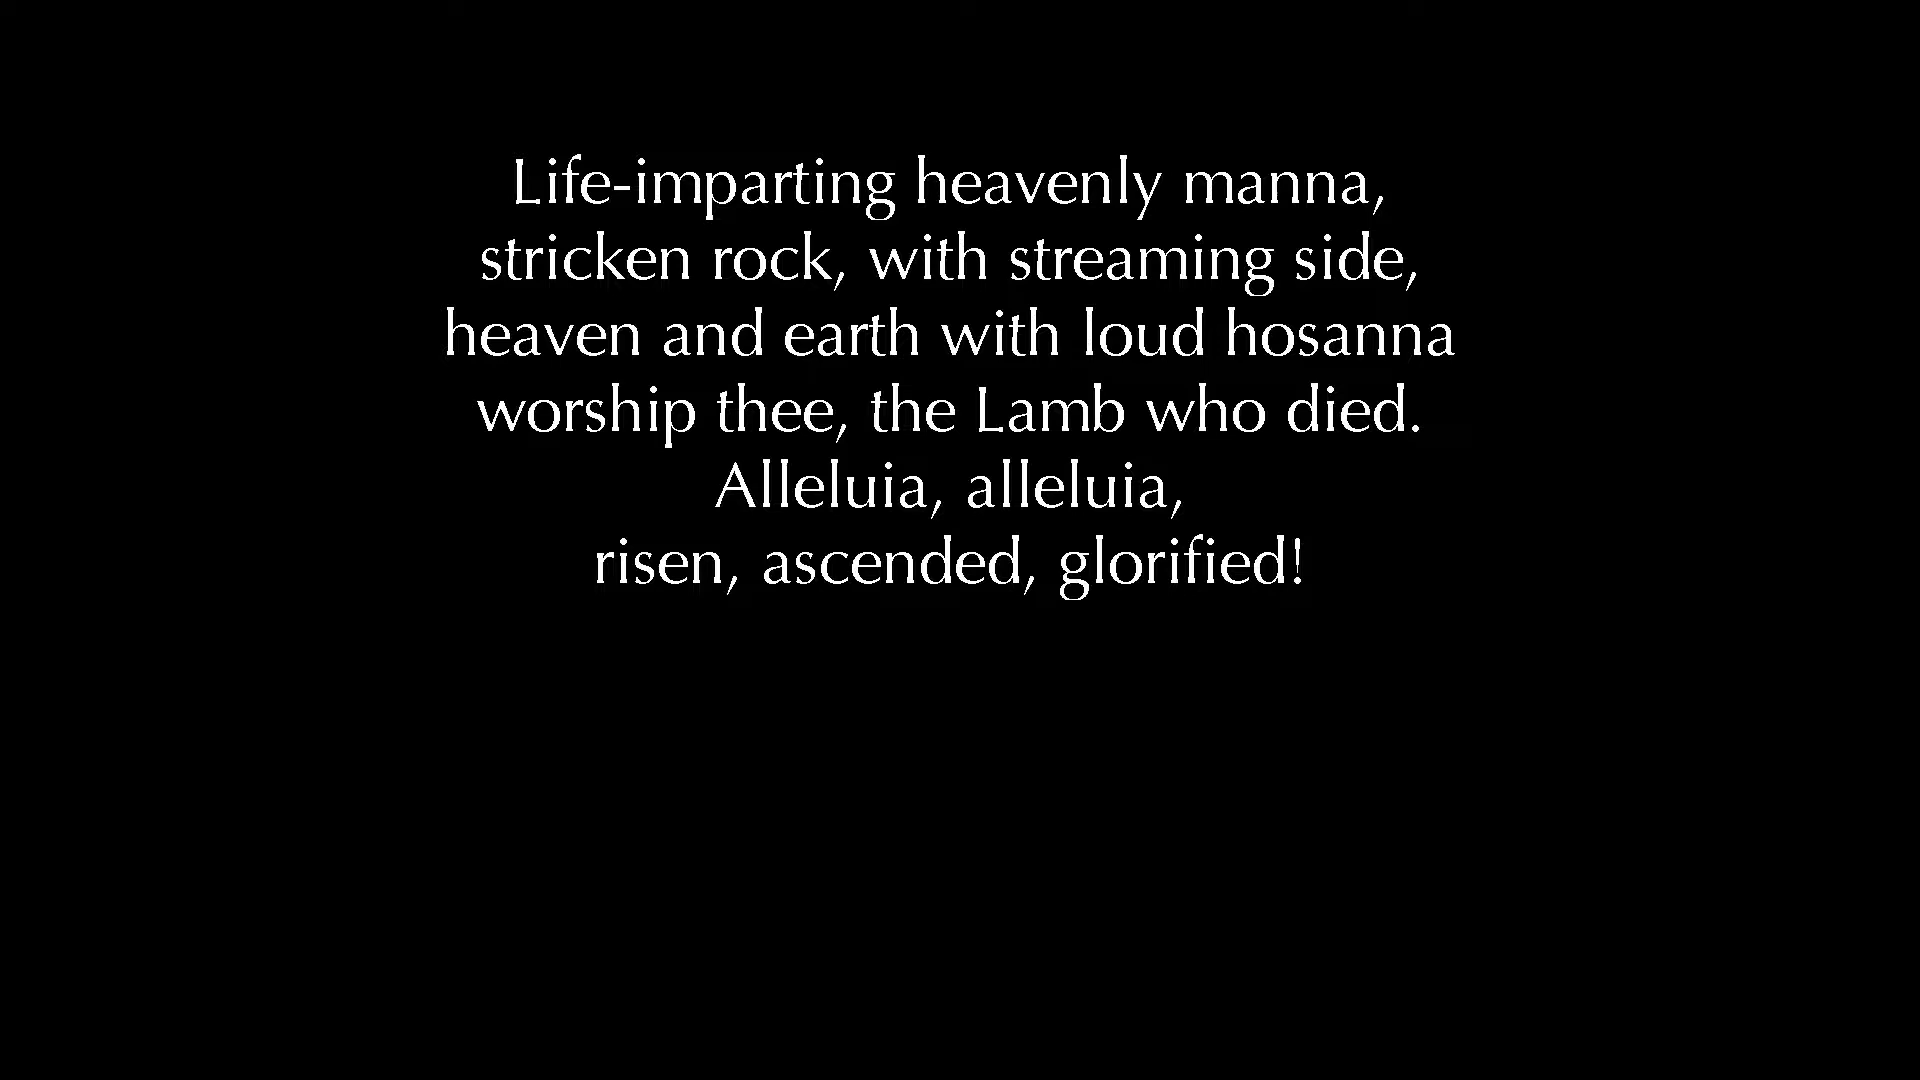 Life-imparting heavenly manna,
stricken rock, with streaming side,
heaven and earth with loud hosanna
worship thee, the Lamb who died.
Alleluia, alleluia,
risen, ascended, glorified!